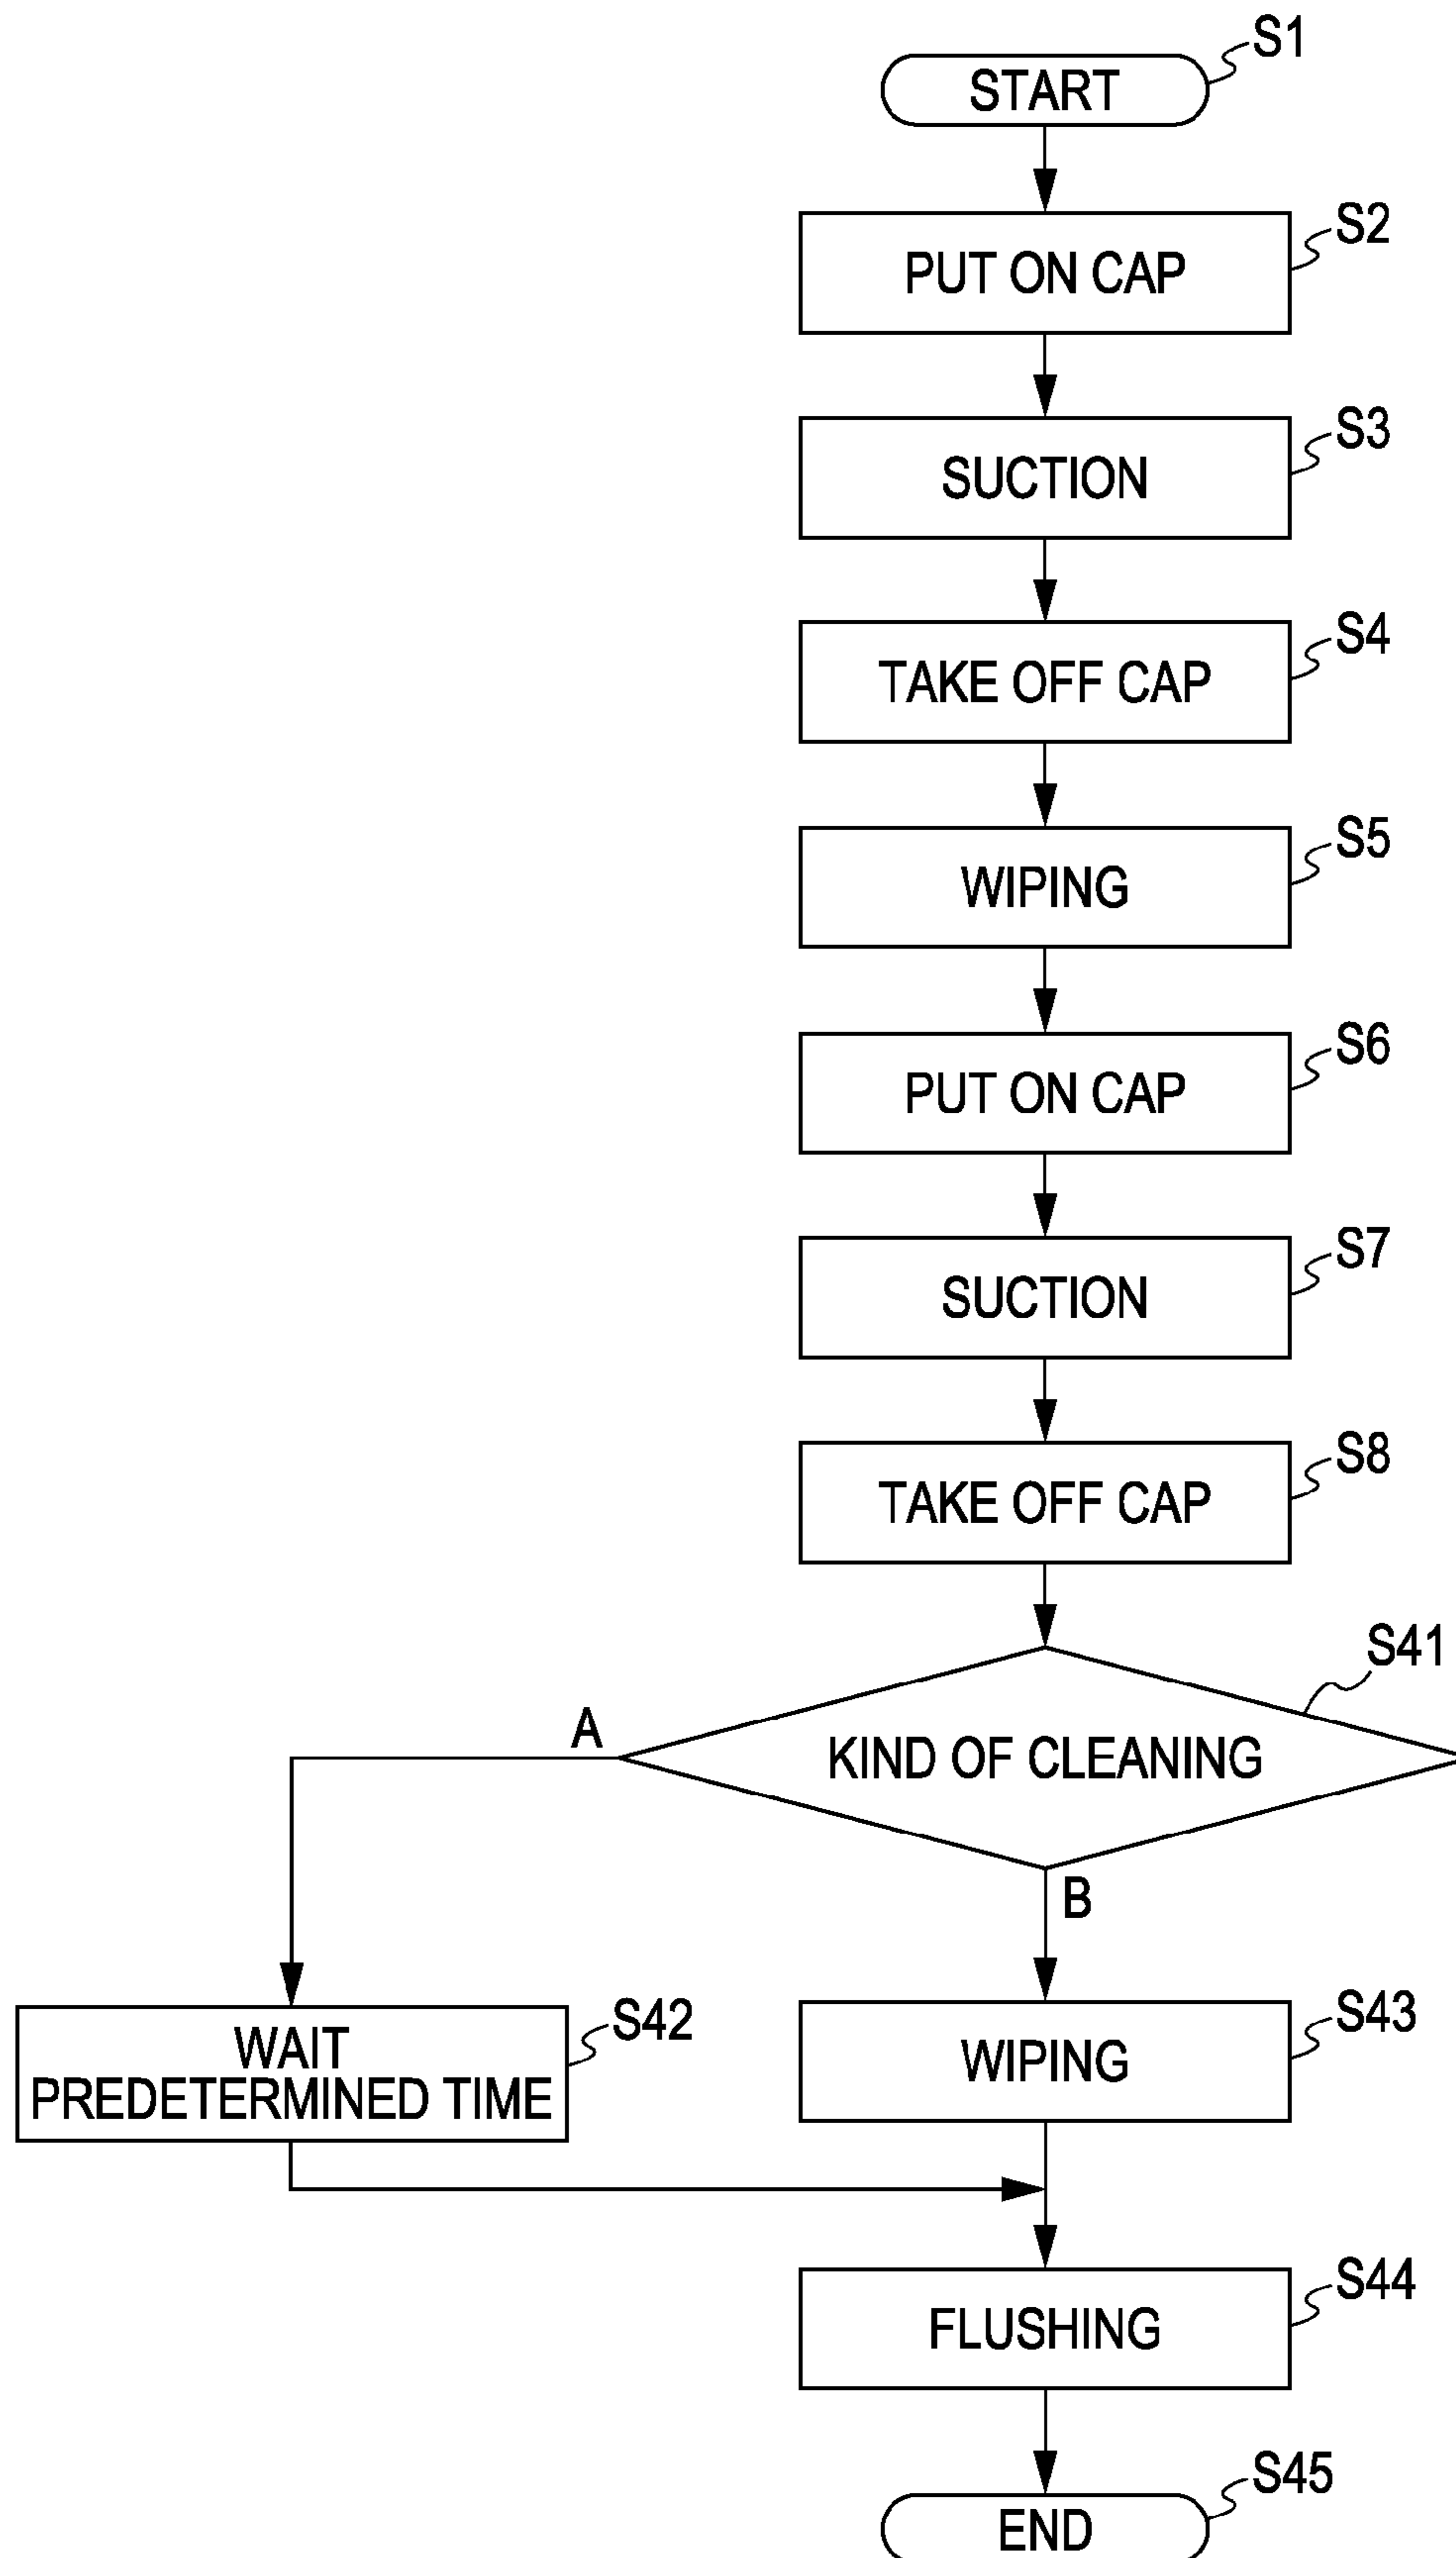 START
S1
PUT ON CAP
S2
SUCTION
S3
TAKE OFF CAP
S4
WIPING
S5
PUT ON CAP
S6
SUCTION
S7
TAKE OFF CAP
S8
KIND OF CLEANING
S41
A
B
WAIT
PREDETERMINED TIME
S42
WIPING
S43
FLUSHING
S44
END
S45